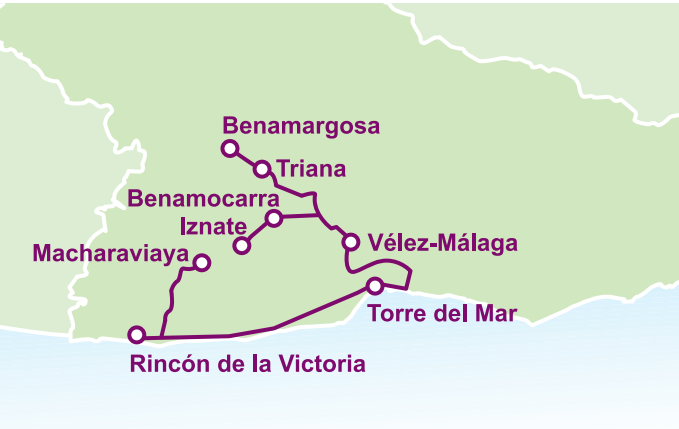 Benamargosa
Triana
Benamocarra
Iznate
Vélez-Málaga
Macharaviaya
Torre del Mar
Rincón de la Victoria